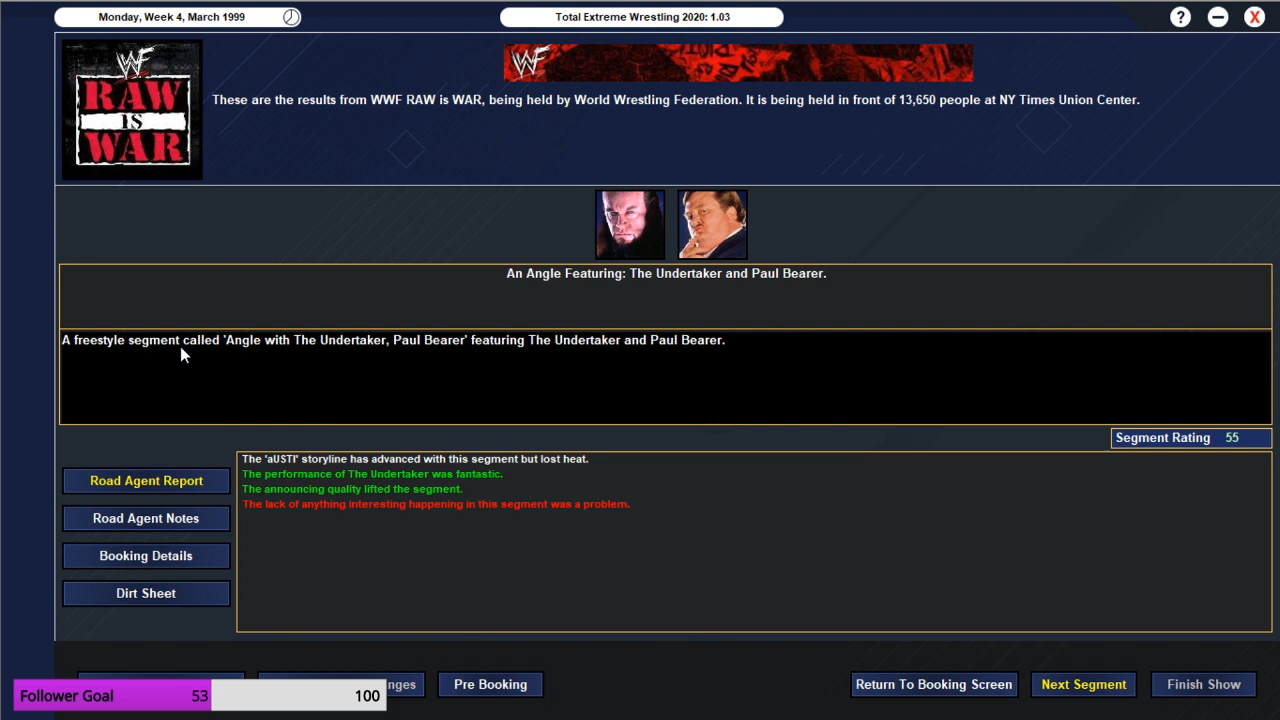 Monday, Week 4, March 1999
Total Extreme Wrestling 2020: 1.03
?
X
WF
RAW
IS
WAR
These are the results from WWF RAW is WAR, being held by World Wrestling Federation. It is being held in front of 13,650 people at NY Times Union Center.
An Angle Featuring: The Undertaker and Paul Bearer.
A freestyle segment called 'Angle with The Undertaker, Paul Bearer' featuring The Undertaker and Paul Bearer.
Segment Rating 55
Road Agent Report
Road Agent Notes
Booking Details
Dirt Sheet
The 'aUSTI' storyline has advanced with this segment but lost heat.
The performance of The Undertaker was fantastic.
The announcing quality lifted the segment.
The lack of anything interesting happening in this segment was a problem.
Follower Goal 53 100
nges
Pre Booking
Return To Booking Screen
Next Segment
Finish Show